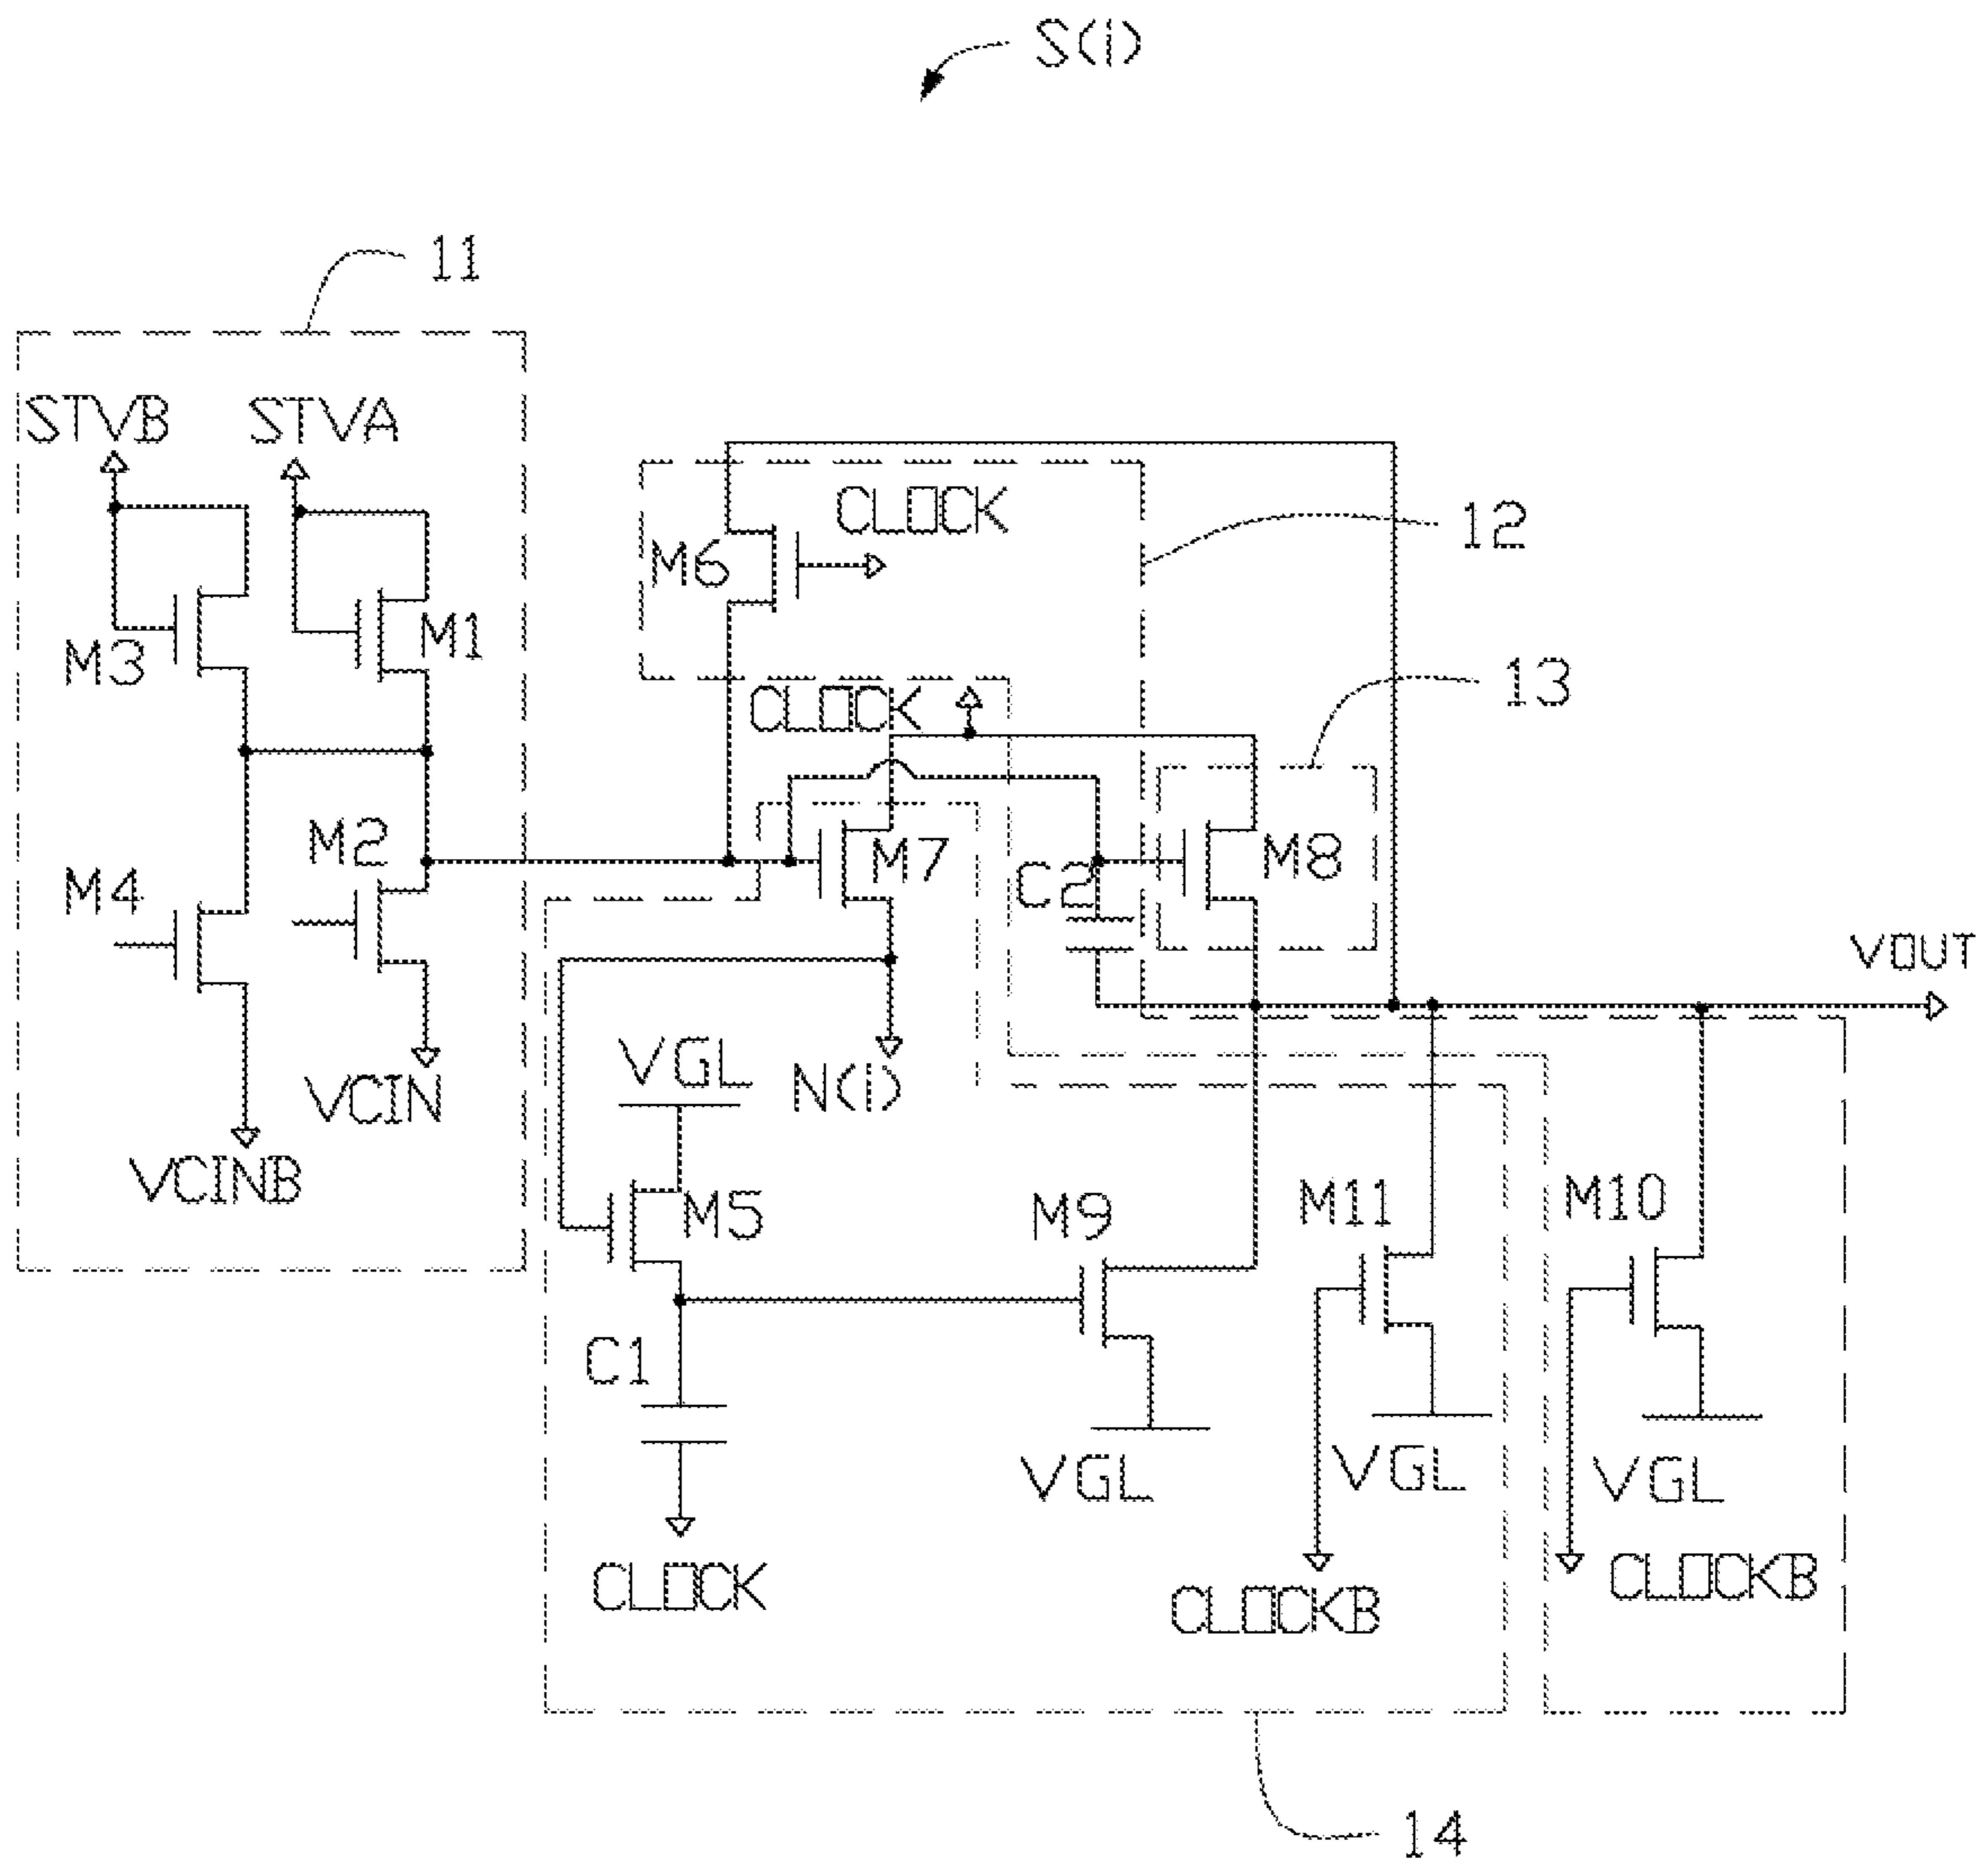 S(i)
11
STVB
STVA
CLOCK
12
M6
M3
M1
13
CLOCK
M2
M4
M7
C2
M8
VOUT
VGL
N(i)
VCIN
VCINB
M5
M9
M11
M10
C1
VGL
VGL
VGL
CLOCK
CLOCKB
CLOCKB
14